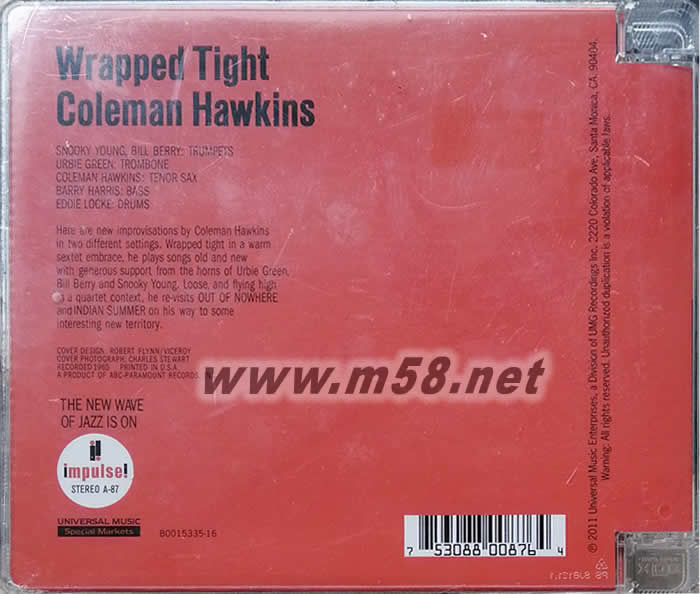 Wrapped Tight
Coleman Hawkins
SNOOKY YOUNG, BILL BERRY: TRUMPETS
URBIE GREEN: TROMBONE
COLEMAN HAWKINS: TENOR SAX
BARRY HARRIS: BASS
EDDIE LOCKE: DRUMS
Here are new improvisations by Coleman Hawkins
in two different settings. Wrapped tight in a warm
sextet embrace, he plays songs old and new
with generous support from the horns of Urbie Green,
Bill Berry and Snooky Young. Loose, and flying high
a quartet context, he re-visits OUT OF NOWHERE
and INDIAN SUMMER on his way to some
interesting new territory.
COVER DESIGN: ROBERT FLYNN/VICEROY
COVER PHOTOGRAPH: CHARLES STEWART
RECORDED 1965 PRINTED IN U.S.A.
A PRODUCT OF ABC-PARAMOUNT RECORDS
www.m58.net
THE NEW WAVE
OF JAZZ IS ON
impulse!
STEREO A-87
UNIVERSAL MUSIC
Special Markets
B0015335-16
7 53088 00876 4
℗ 2011 Universal Music Enterprises, a Division of UMG Recordings Inc. 2220 Colorado Ave, Santa Monica, CA. 90404.
Warning: All rights reserved. Unauthorized duplication is a violation of applicable laws.